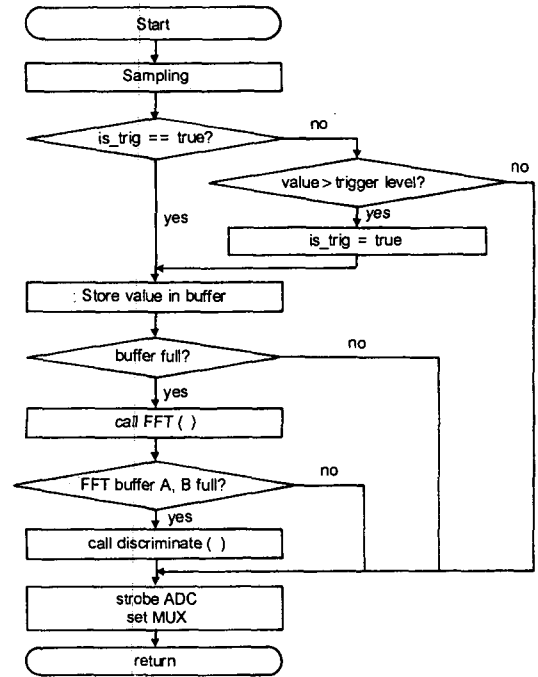 Start
Sampling
is_trig == true?
no
value > trigger level?
no
yes
yes
is_trig = true
Store value in buffer
buffer full?
no
yes
call FFT ( )
FFT buffer A, B full?
no
yes
call discriminate ( )
strobe ADC
set MUX
return